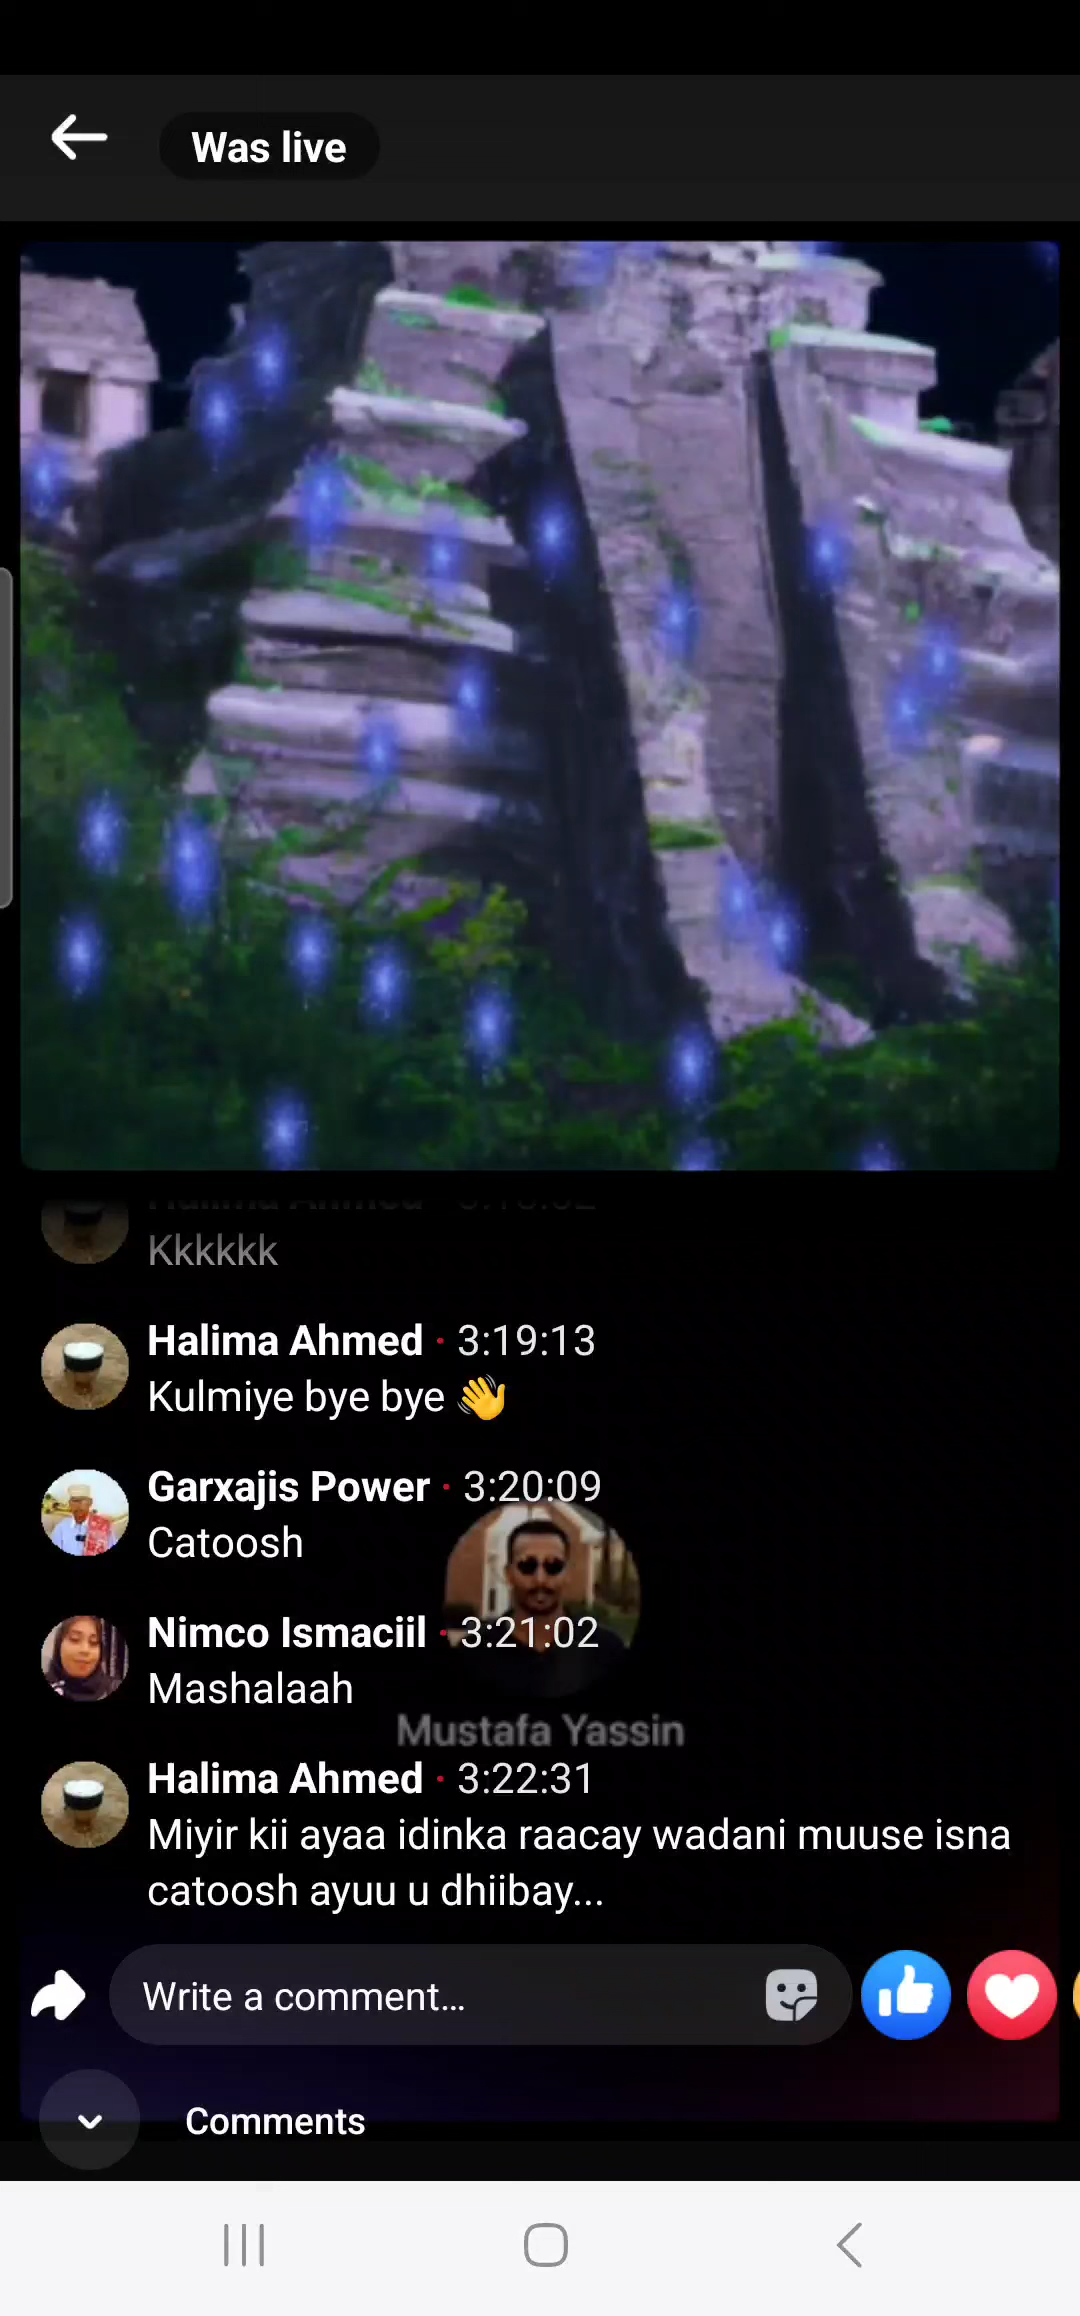 Was live
Kkkkkk
Halima Ahmed · 3:19:13
Kulmiye bye bye 👋
Garxajis Power · 3:20:09
Catoosh
Nimco Ismaciil · 3:21:02
Mashalaah
Mustafa Yassin
Halima Ahmed · 3:22:31
Miyir kii ayaa idinka raacay wadani muuse isna
catoosh ayuu u dhiibay...
Write a comment...
Comments